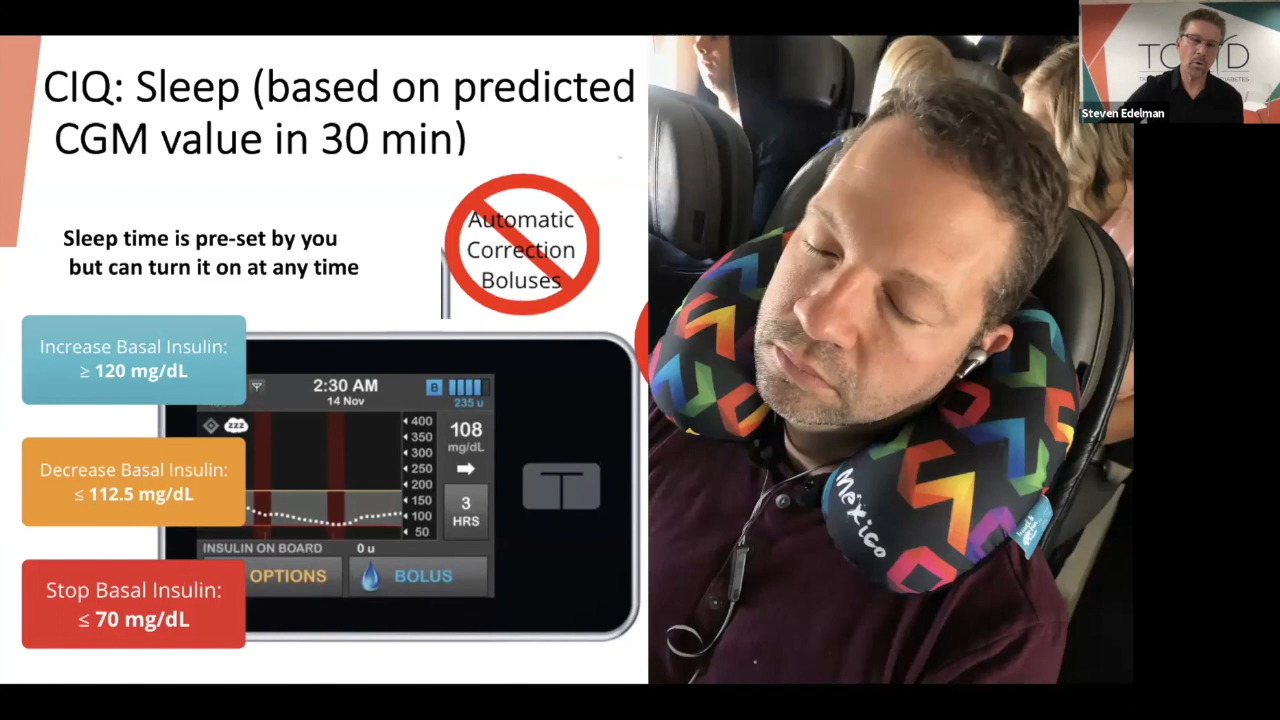 CIQ: Sleep (based on predicted
CGM value in 30 min)
Sleep time is pre-set by you
but can turn it on at any time
Automatic
Correction
Boluses
Increase Basal Insulin:
≥ 120 mg/dL
Decrease Basal Insulin:
≤ 112.5 mg/dL
Stop Basal Insulin:
≤ 70 mg/dL
2:30 AM
14 Nov
B
235 u
zzz
400
350
300
250
200
150
100
50
108
mg/dL
3
HRS
INSULIN ON BOARD 0 u
OPTIONS
BOLUS
México
Steven Edelman